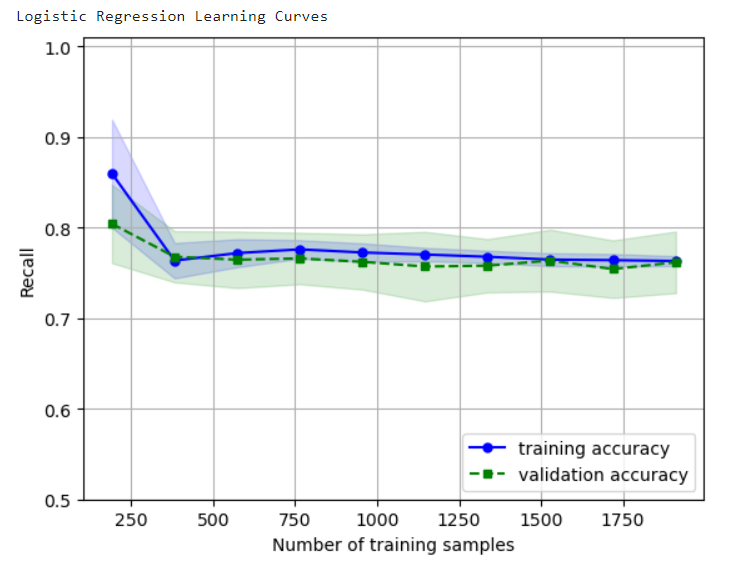 Logistic Regression Learning Curves
1.0
0.9
0.8
0.7
0.6
0.5
Recall
training accuracy
validation accuracy
250 500 750 1000 1250 1500 1750
Number of training samples